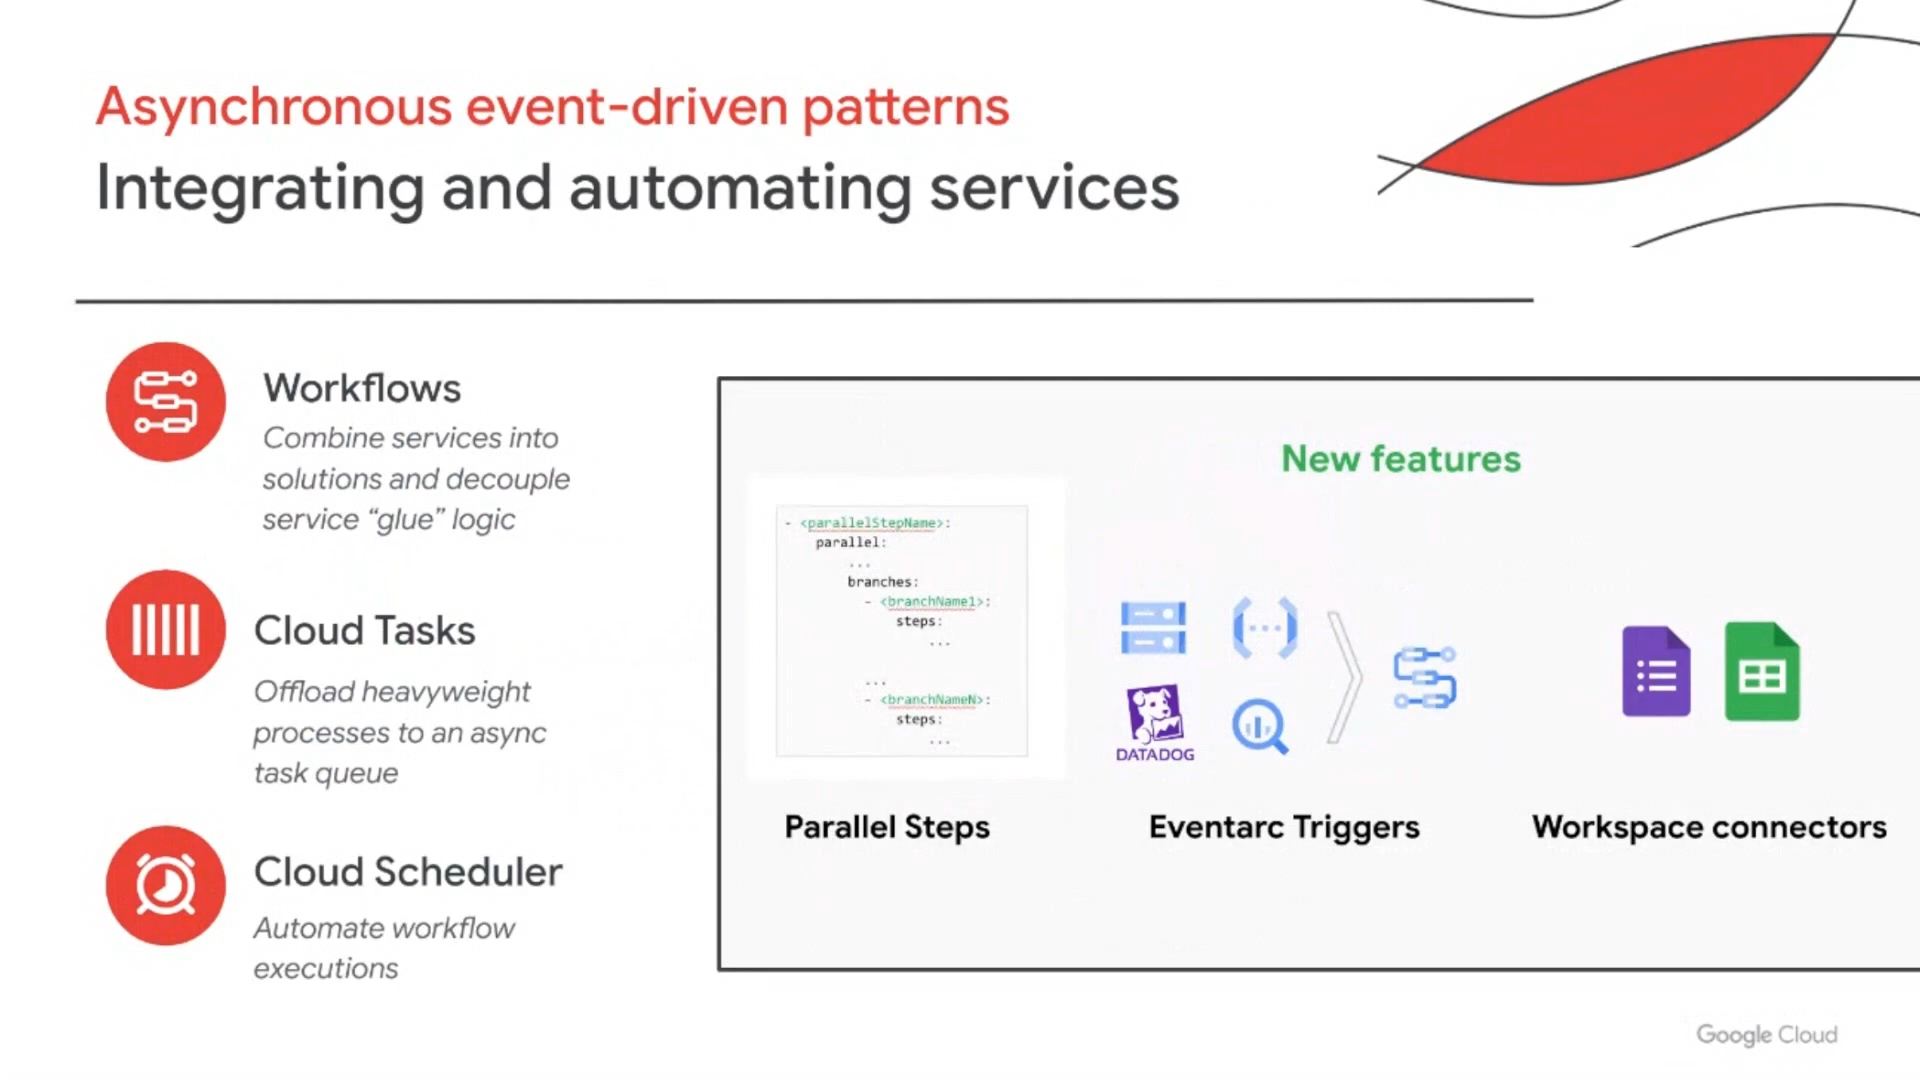 Asynchronous event-driven patterns
Integrating and automating services
Workflows
Combine services into
solutions and decouple
service “glue” logic
Cloud Tasks
Offload heavyweight
processes to an async
task queue
Cloud Scheduler
Automate workflow
executions
New features
- <parallelStepName>:
parallel:
...
branches:
- <branchName1>:
steps:
...
...
- <branchNameN>:
steps:
...
DATADOG
Parallel Steps
Eventarc Triggers
Workspace connectors
Google Cloud